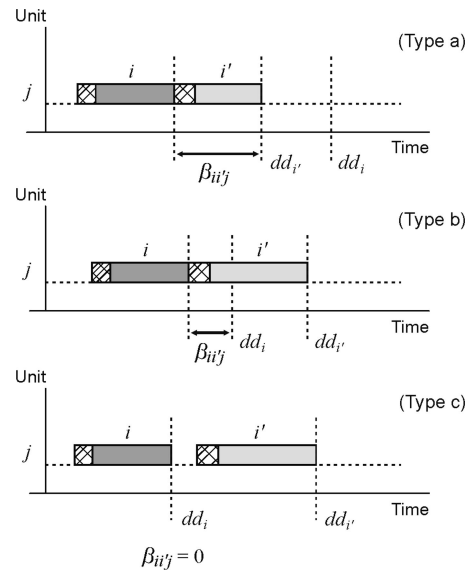 Unit
(Type a)
i i′
j
Time
β_{ii′j} dd_{i′} dd_i
Unit
(Type b)
i i′
j
Time
β_{ii′j} dd_i dd_{i′}
Unit
(Type c)
i i′
j
Time
dd_i dd_{i′}
β_{ii′j} = 0